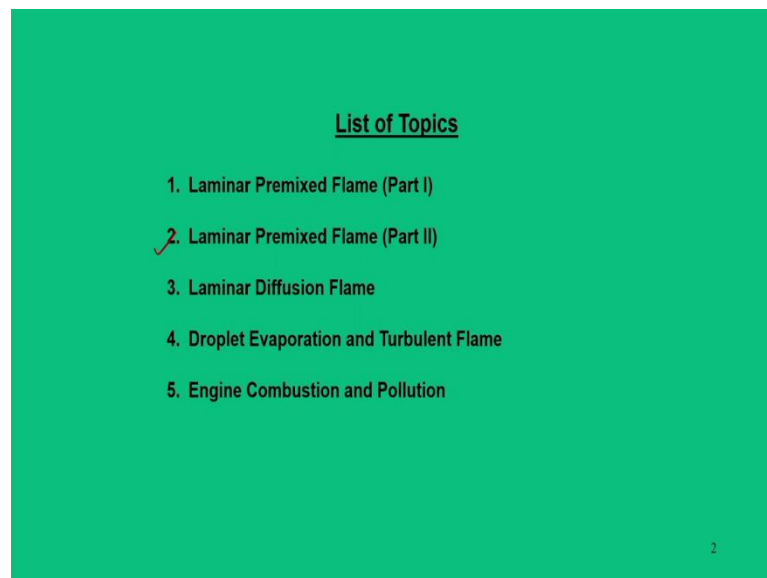 List of Topics
1. Laminar Premixed Flame (Part I)
2. Laminar Premixed Flame (Part II)
3. Laminar Diffusion Flame
4. Droplet Evaporation and Turbulent Flame
5. Engine Combustion and Pollution
2